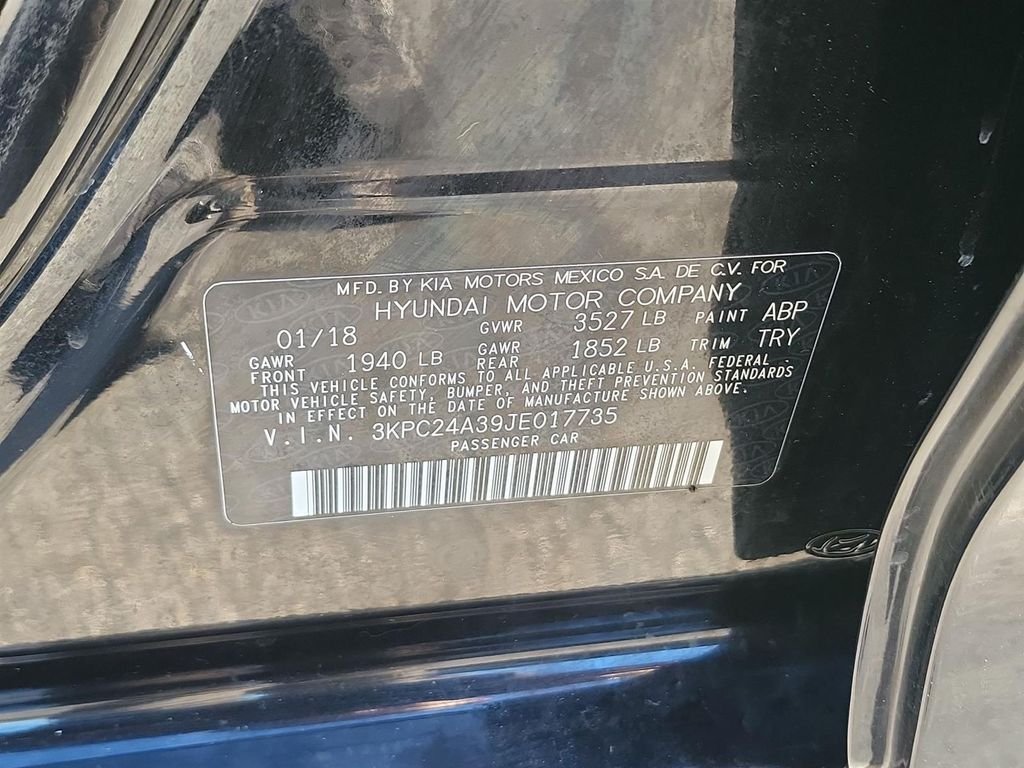 MFD. BY KIA MOTORS MEXICO S.A. DE C.V. FOR
HYUNDAI MOTOR COMPANY
01/18 GVWR 3527 LB PAINT ABP
GAWR FRONT 1940 LB GAWR REAR 1852 LB TRIM TRY
THIS VEHICLE CONFORMS TO ALL APPLICABLE U.S.A. FEDERAL
MOTOR VEHICLE SAFETY, BUMPER, AND THEFT PREVENTION STANDARDS
IN EFFECT ON THE DATE OF MANUFACTURE SHOWN ABOVE.
V.I.N. 3KPC24A39JE017735
PASSENGER CAR